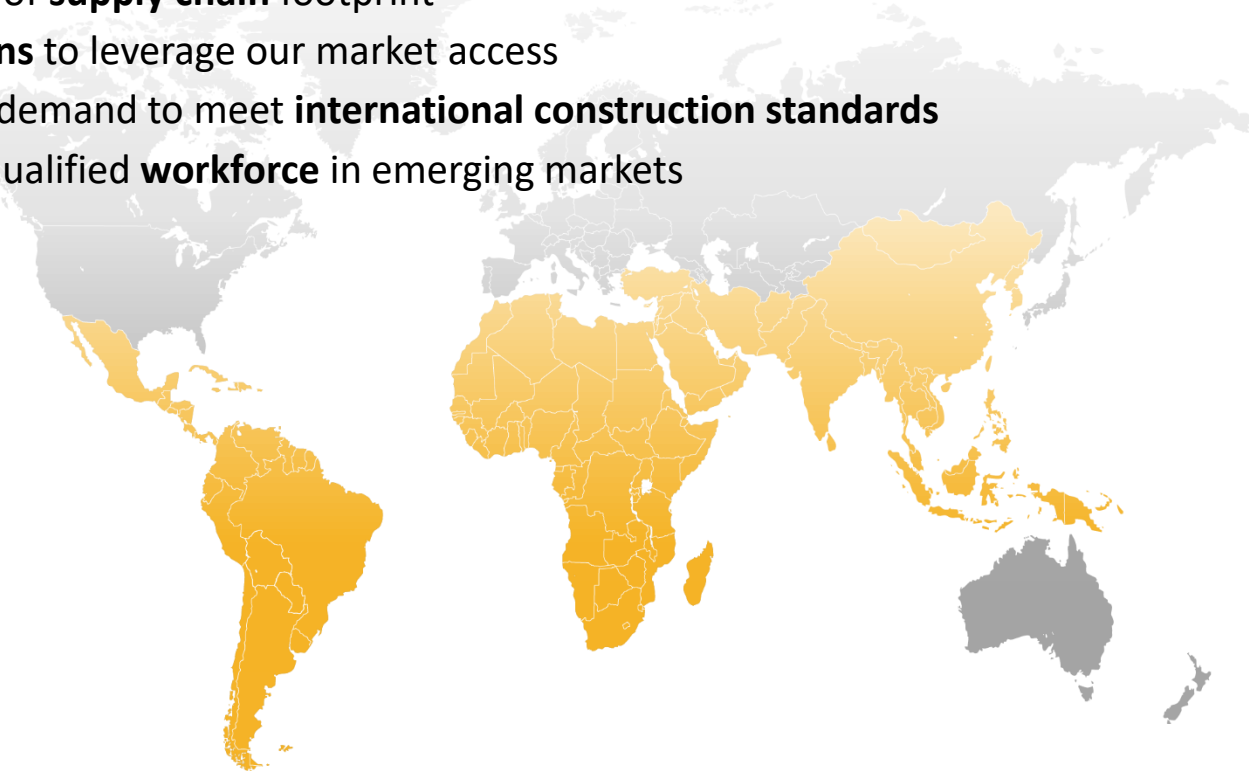 supply chain footprint
ns to leverage our market access
demand to meet international construction standards
ualified workforce in emerging markets